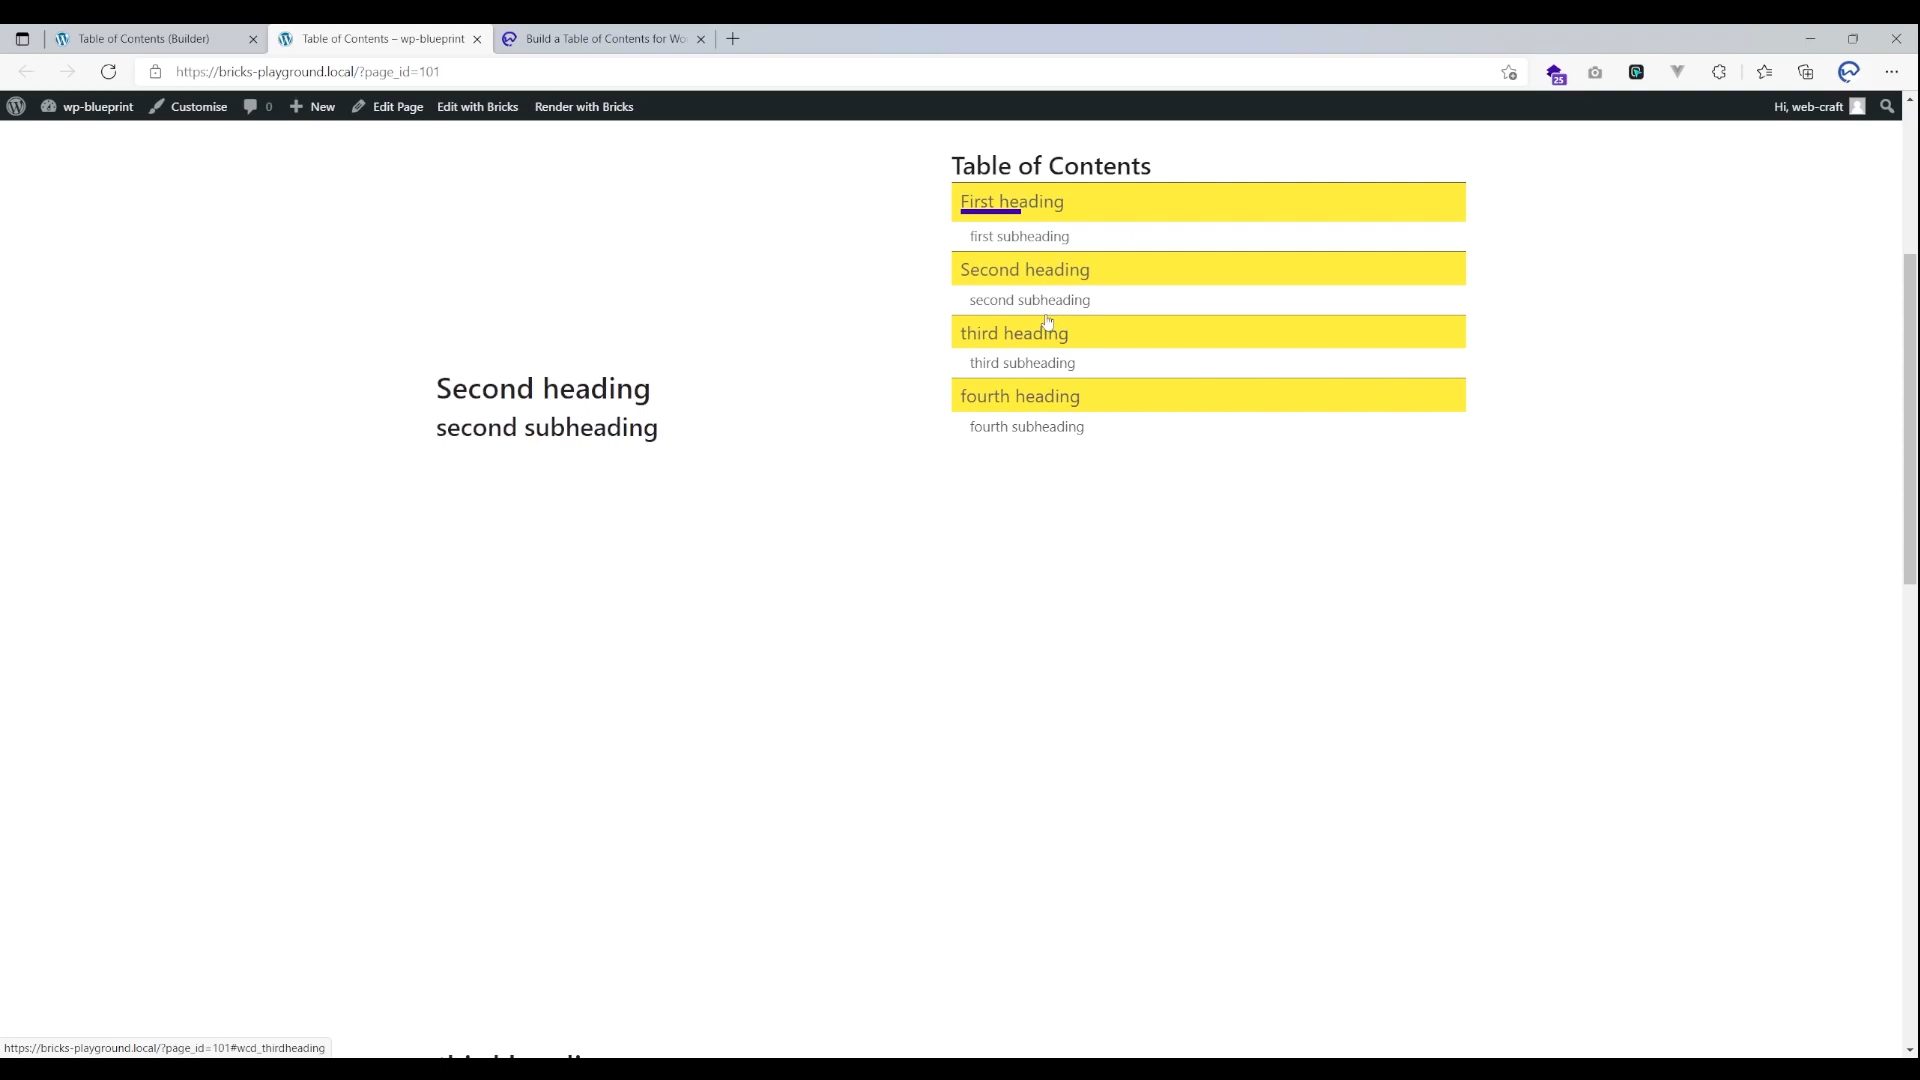 Table of Contents (Builder)
Table of Contents – wp-blueprint
Build a Table of Contents for Wo
https://bricks-playground.local/?page_id=101
25
wp-blueprint
Customise
0
New
Edit Page
Edit with Bricks
Render with Bricks
Hi, web-craft
Table of Contents
First heading
first subheading
Second heading
second subheading
third heading
third subheading
fourth heading
fourth subheading
Second heading
second subheading
https://bricks-playground.local/?page_id=101#wcd_thirdheading